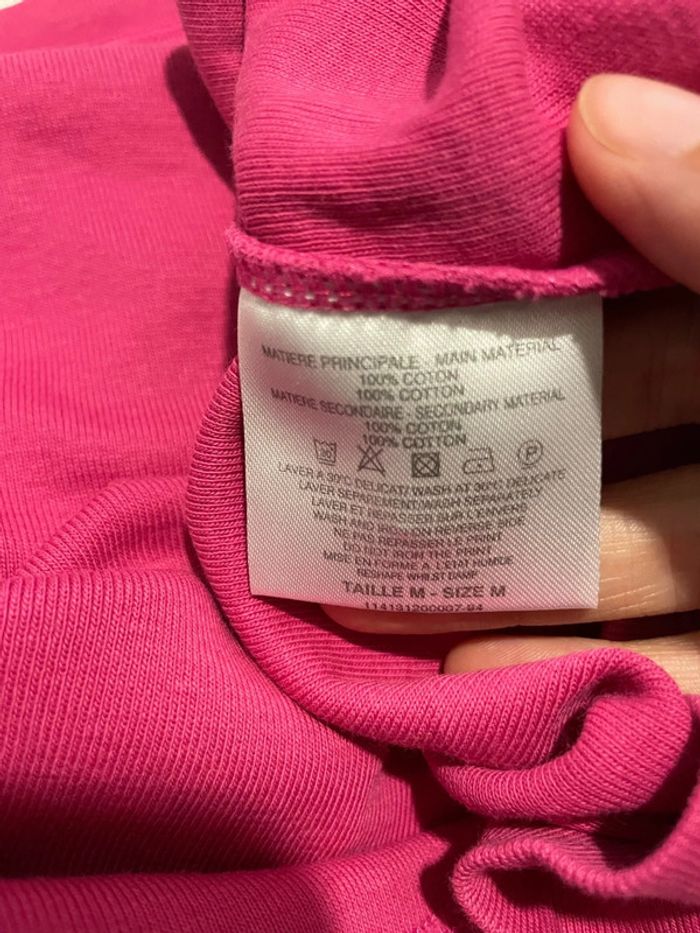 MATIERE PRINCIPALE - MAIN MATERIAL
100% COTON
100% COTTON
MATIERE SECONDAIRE - SECONDARY MATERIAL
100% COTON
100% COTTON
30 P
LAVER A 30°C DELICAT/ WASH AT 30°C DELICATE
LAVER SEPAREMENT/WASH SEPARATELY
LAVER ET REPASSER SUR L'ENVERS
WASH AND IRON ON REVERSE SIDE
NE PAS REPASSER LE PRINT
DO NOT IRON THE PRINT
MISE EN FORME A L'ETAT HUMIDE
RESHAPE WHILST DAMP
TAILLE M - SIZE M
114131200007-94